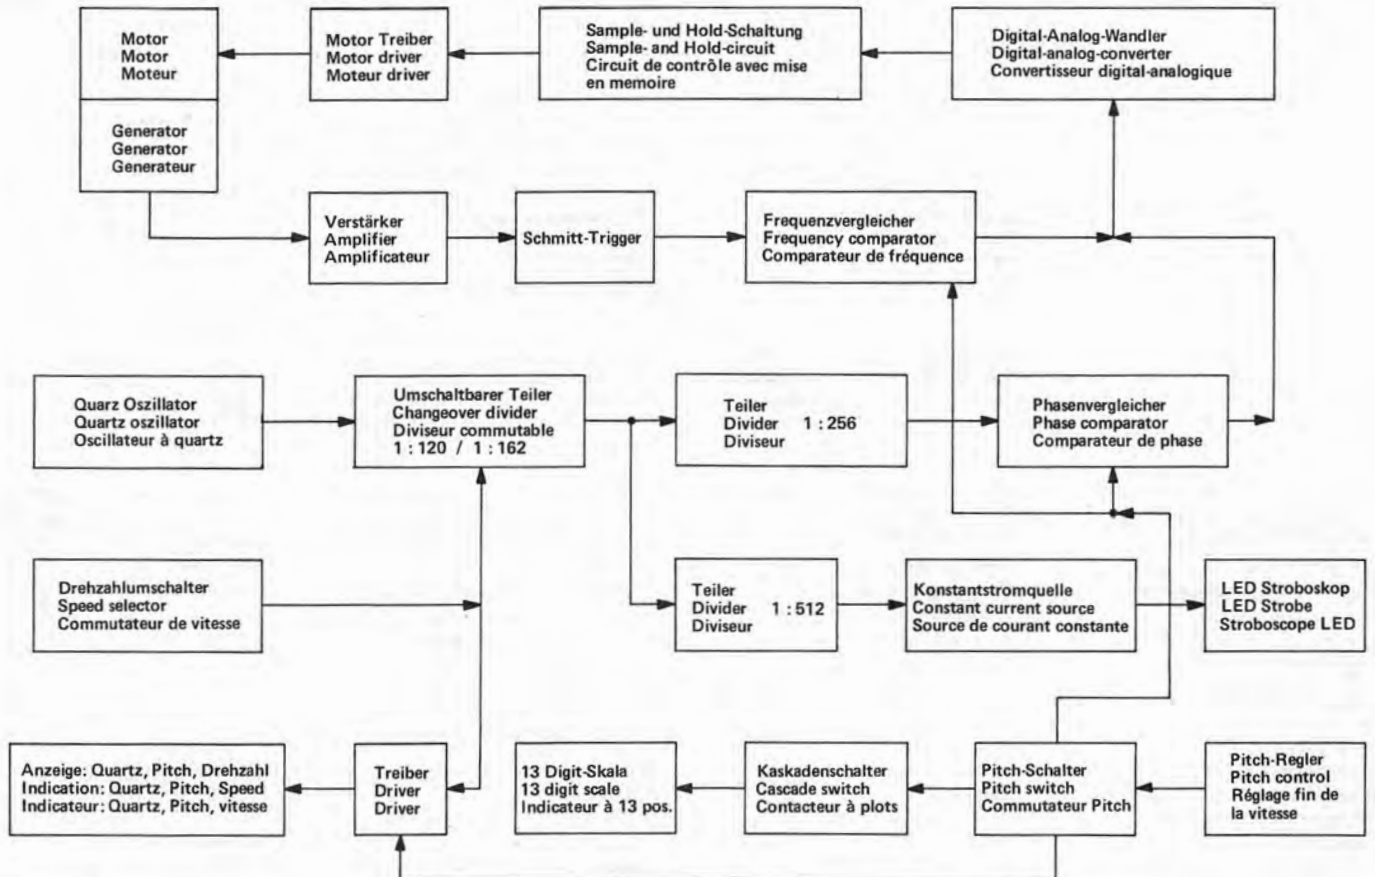 Motor
Motor
Moteur
Motor Treiber
Motor driver
Moteur driver
Sample- und Hold-Schaltung
Sample- and Hold-circuit
Circuit de contrôle avec mise
en memoire
Digital-Analog-Wandler
Digital-analog-converter
Convertisseur digital-analogique
Generator
Generator
Generateur
Verstärker
Amplifier
Amplificateur
Schmitt-Trigger
Frequenzvergleicher
Frequency comparator
Comparateur de fréquence
Quarz Oszillator
Quartz oszillator
Oscillateur à quartz
Umschaltbarer Teiler
Changeover divider
Diviseur commutable
1 : 120 / 1 : 162
Teiler
Divider 1 : 256
Diviseur
Phasenvergleicher
Phase comparator
Comparateur de phase
Drehzahlumschalter
Speed selector
Commutateur de vitesse
Teiler
Divider 1 : 512
Diviseur
Konstantstromquelle
Constant current source
Source de courant constante
LED Stroboskop
LED Strobe
Stroboscope LED
Anzeige: Quartz, Pitch, Drehzahl
Indication: Quartz, Pitch, Speed
Indicateur: Quartz, Pitch, vitesse
Treiber
Driver
Driver
13 Digit-Skala
13 digit scale
Indicateur à 13 pos.
Kaskadenschalter
Cascade switch
Contacteur à plots
Pitch-Schalter
Pitch switch
Commutateur Pitch
Pitch-Regler
Pitch control
Réglage fin de
la vitesse